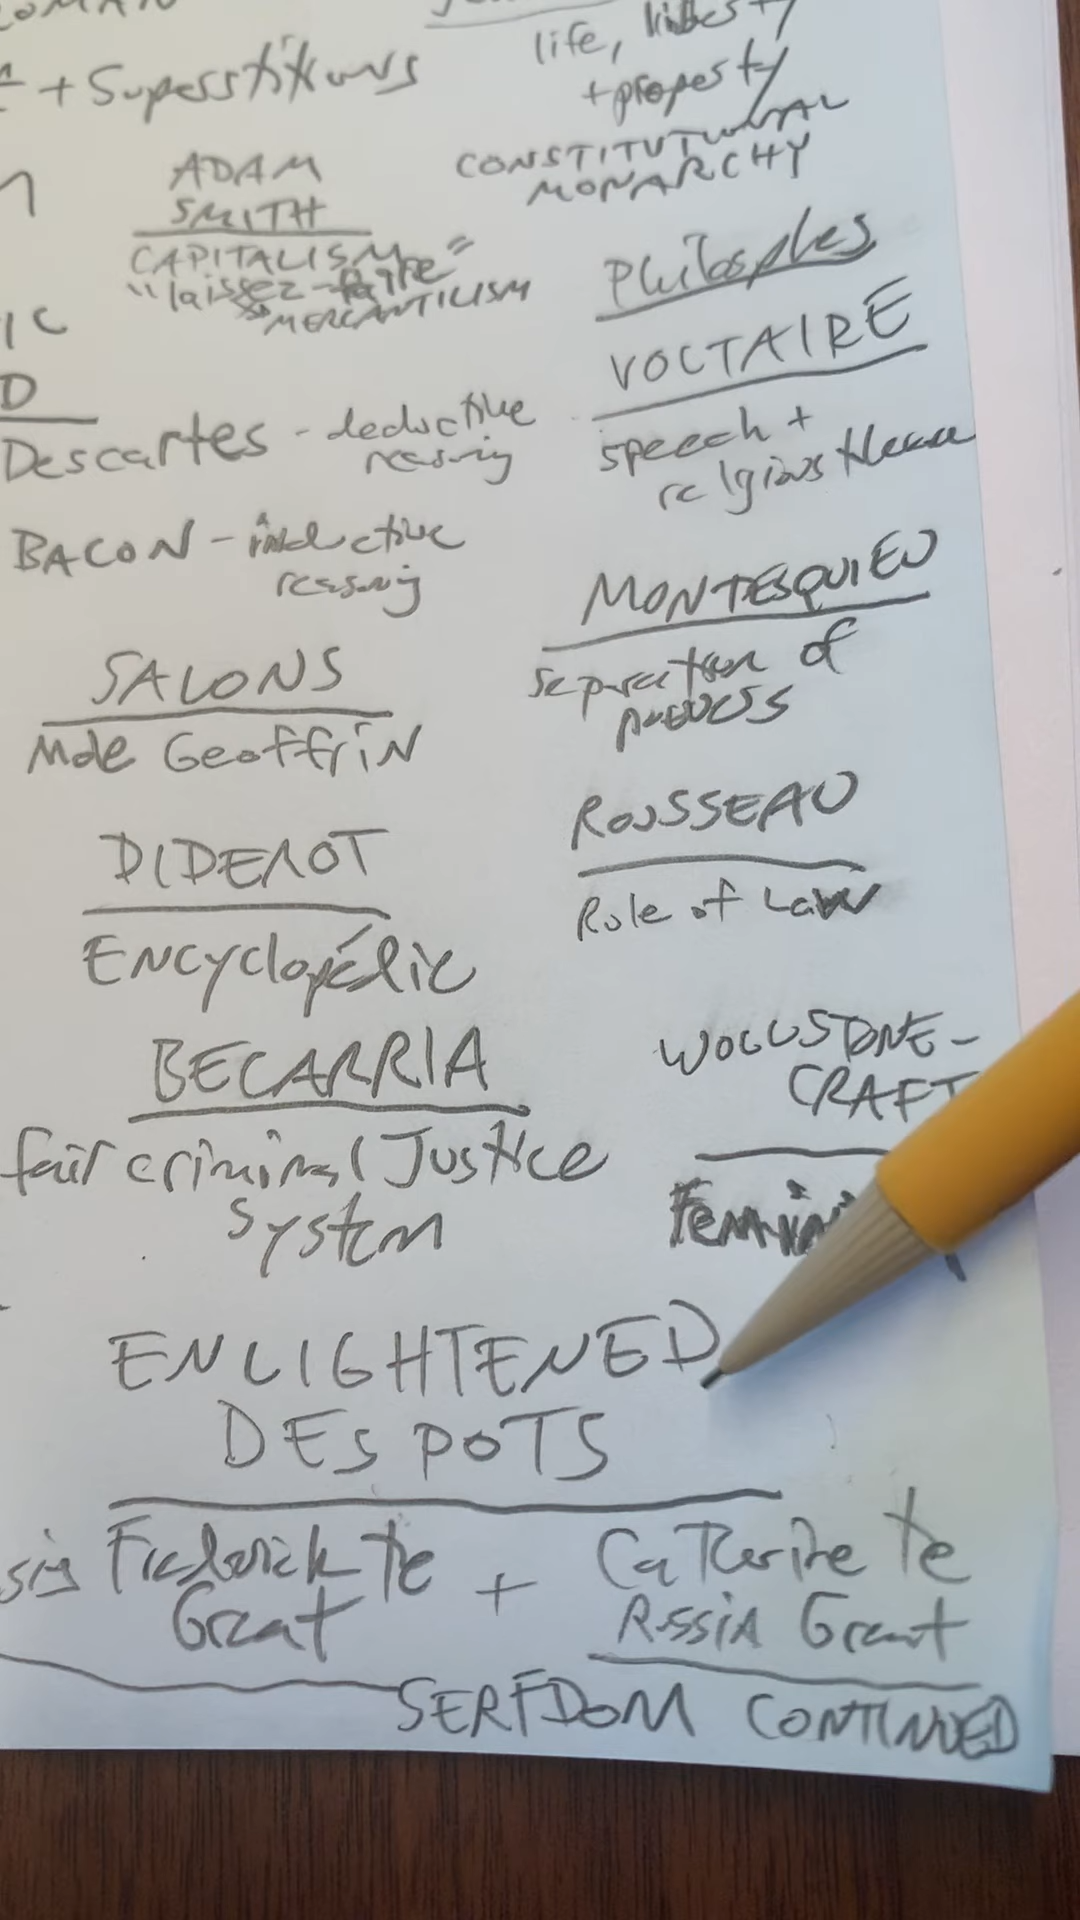 + Superstitions
life, liberty
+ property
CONSTITUTIONAL
MONARCHY
ADAM
SMITH
CAPITALISM
"laissez-faire"
MERCANTILISM
Philosophes
VOLTAIRE
speech +
religious
IC
D
Descartes - deductive
reasoning
BACON - inductive
reasoning
MONTESQUIEU
separation of
powers
SALONS
Mde Geoffrin
ROUSSEAU
Rule of Law
DIDEROT
Encyclopédie
BECARRIA
fair criminal Justice
System
WOLLSTONE-
CRAFT
ENLIGHTENED
DESPOTS
Frederick the
Great
+
Catherine the
Russia Great
SERFDOM CONTINUED